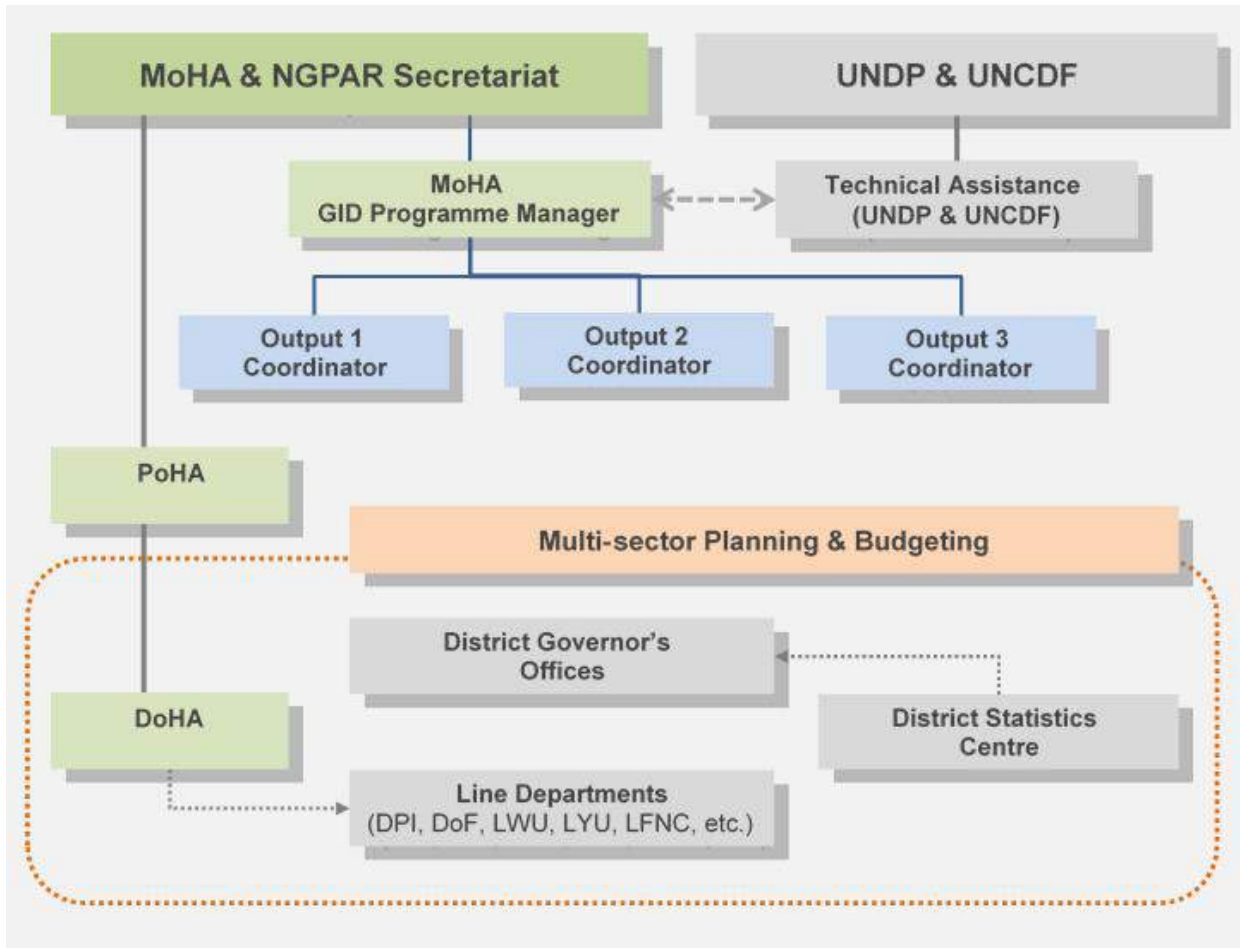 MoHA & NGPAR Secretariat
UNDP & UNCDF
MoHA
GID Programme Manager
Technical Assistance
(UNDP & UNCDF)
Output 1
Coordinator
Output 2
Coordinator
Output 3
Coordinator
PoHA
Multi-sector Planning & Budgeting
District Governor's
Offices
DoHA
District Statistics
Centre
Line Departments
(DPI, DoF, LWU, LYU, LFNC, etc.)